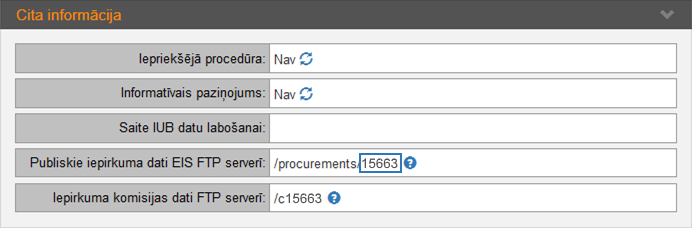 Cita informācija
Iepriekšējā procedūra: Nav
Informatīvais paziņojums: Nav
Saite IUB datu labošanai:
Publiskie iepirkuma dati EIS FTP serverī: /procurements/15663 ?
Iepirkuma komisijas dati FTP serverī: /c15663 ?